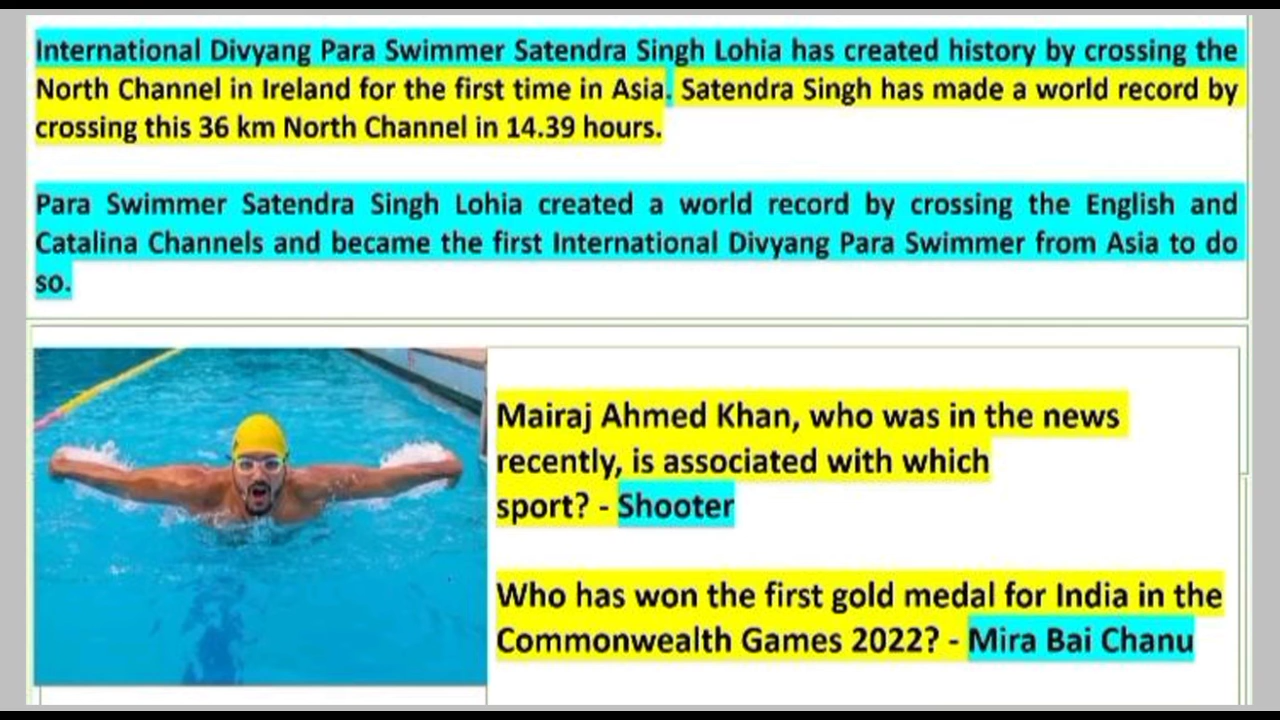 International Divyang Para Swimmer Satendra Singh Lohia has created history by crossing the
North Channel in Ireland for the first time in Asia. Satendra Singh has made a world record by
crossing this 36 km North Channel in 14.39 hours.
Para Swimmer Satendra Singh Lohia created a world record by crossing the English and
Catalina Channels and became the first International Divyang Para Swimmer from Asia to do
so.
Mairaj Ahmed Khan, who was in the news
recently, is associated with which
sport? - Shooter
Who has won the first gold medal for India in the
Commonwealth Games 2022? - Mira Bai Chanu